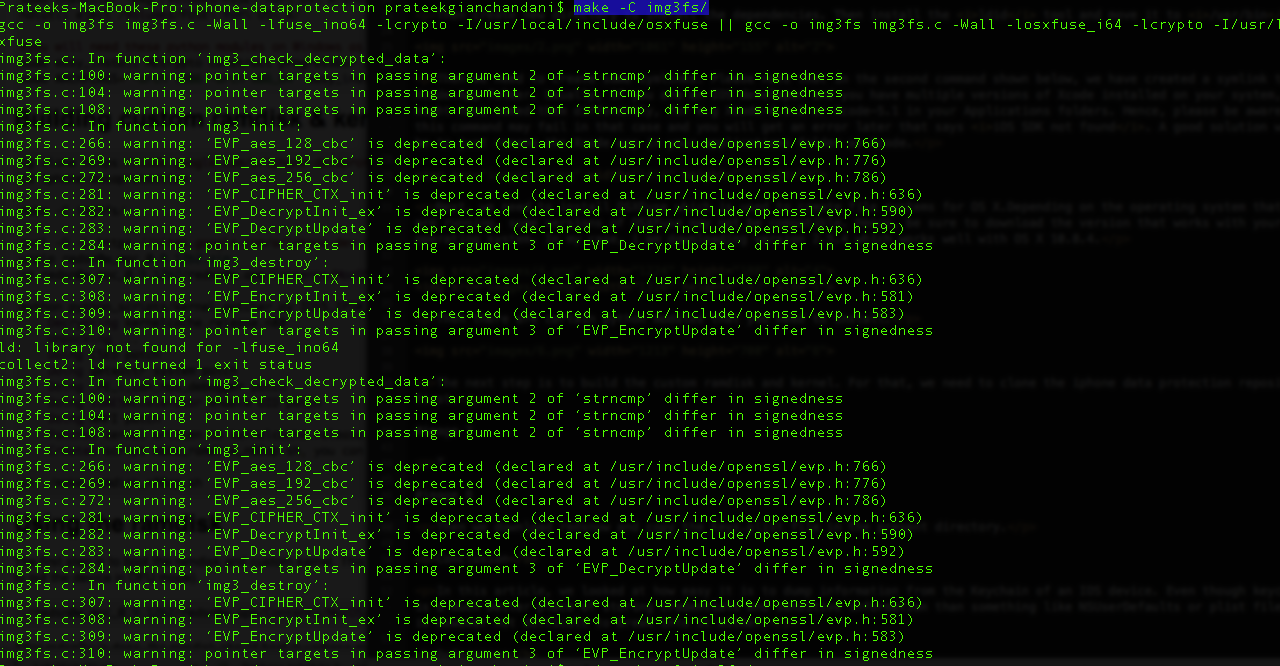 Prateeks-MacBook-Pro:iphone-dataprotection prateekgianchandani$ make -C img3fs/
gcc -o img3fs img3fs.c -Wall -lfuse_ino64 -lcrypto -I/usr/local/include/osxfuse || gcc -o img3fs img3fs.c -Wall -losxfuse_i64 -lcrypto -I/usr/l
xfuse
img3fs.c: In function ‘img3_check_decrypted_data’:
img3fs.c:100: warning: pointer targets in passing argument 2 of ‘strncmp’ differ in signedness
img3fs.c:104: warning: pointer targets in passing argument 2 of ‘strncmp’ differ in signedness
img3fs.c:108: warning: pointer targets in passing argument 2 of ‘strncmp’ differ in signedness
img3fs.c: In function ‘img3_init’:
img3fs.c:266: warning: ‘EVP_aes_128_cbc’ is deprecated (declared at /usr/include/openssl/evp.h:766)
img3fs.c:269: warning: ‘EVP_aes_192_cbc’ is deprecated (declared at /usr/include/openssl/evp.h:776)
img3fs.c:272: warning: ‘EVP_aes_256_cbc’ is deprecated (declared at /usr/include/openssl/evp.h:786)
img3fs.c:281: warning: ‘EVP_CIPHER_CTX_init’ is deprecated (declared at /usr/include/openssl/evp.h:636)
img3fs.c:282: warning: ‘EVP_DecryptInit_ex’ is deprecated (declared at /usr/include/openssl/evp.h:590)
img3fs.c:283: warning: ‘EVP_DecryptUpdate’ is deprecated (declared at /usr/include/openssl/evp.h:592)
img3fs.c:284: warning: pointer targets in passing argument 3 of ‘EVP_DecryptUpdate’ differ in signedness
img3fs.c: In function ‘img3_destroy’:
img3fs.c:307: warning: ‘EVP_CIPHER_CTX_init’ is deprecated (declared at /usr/include/openssl/evp.h:636)
img3fs.c:308: warning: ‘EVP_EncryptInit_ex’ is deprecated (declared at /usr/include/openssl/evp.h:581)
img3fs.c:309: warning: ‘EVP_EncryptUpdate’ is deprecated (declared at /usr/include/openssl/evp.h:583)
img3fs.c:310: warning: pointer targets in passing argument 3 of ‘EVP_EncryptUpdate’ differ in signedness
ld: library not found for -lfuse_ino64
collect2: ld returned 1 exit status
img3fs.c: In function ‘img3_check_decrypted_data’:
img3fs.c:100: warning: pointer targets in passing argument 2 of ‘strncmp’ differ in signedness
img3fs.c:104: warning: pointer targets in passing argument 2 of ‘strncmp’ differ in signedness
img3fs.c:108: warning: pointer targets in passing argument 2 of ‘strncmp’ differ in signedness
img3fs.c: In function ‘img3_init’:
img3fs.c:266: warning: ‘EVP_aes_128_cbc’ is deprecated (declared at /usr/include/openssl/evp.h:766)
img3fs.c:269: warning: ‘EVP_aes_192_cbc’ is deprecated (declared at /usr/include/openssl/evp.h:776)
img3fs.c:272: warning: ‘EVP_aes_256_cbc’ is deprecated (declared at /usr/include/openssl/evp.h:786)
img3fs.c:281: warning: ‘EVP_CIPHER_CTX_init’ is deprecated (declared at /usr/include/openssl/evp.h:636)
img3fs.c:282: warning: ‘EVP_DecryptInit_ex’ is deprecated (declared at /usr/include/openssl/evp.h:590)
img3fs.c:283: warning: ‘EVP_DecryptUpdate’ is deprecated (declared at /usr/include/openssl/evp.h:592)
img3fs.c:284: warning: pointer targets in passing argument 3 of ‘EVP_DecryptUpdate’ differ in signedness
img3fs.c: In function ‘img3_destroy’:
img3fs.c:307: warning: ‘EVP_CIPHER_CTX_init’ is deprecated (declared at /usr/include/openssl/evp.h:636)
img3fs.c:308: warning: ‘EVP_EncryptInit_ex’ is deprecated (declared at /usr/include/openssl/evp.h:581)
img3fs.c:309: warning: ‘EVP_EncryptUpdate’ is deprecated (declared at /usr/include/openssl/evp.h:583)
img3fs.c:310: warning: pointer targets in passing argument 3 of ‘EVP_EncryptUpdate’ differ in signedness